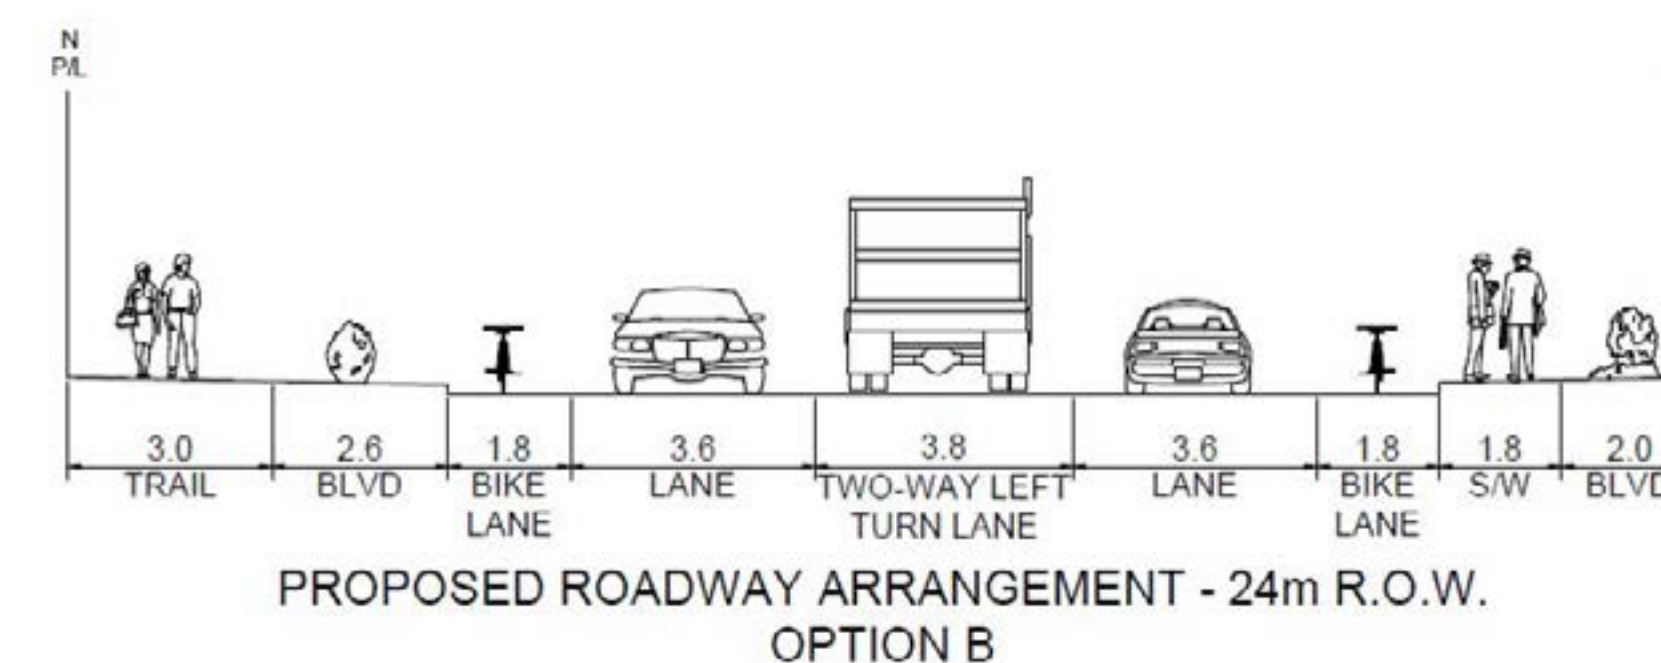 N
P/L
3.0 2.6 1.8 3.6 3.8 3.6 1.8 1.8 2.0
TRAIL BLVD BIKE LANE TWO-WAY LEFT LANE BIKE S/W BLVD
LANE TURN LANE LANE
PROPOSED ROADWAY ARRANGEMENT - 24m R.O.W.
OPTION B